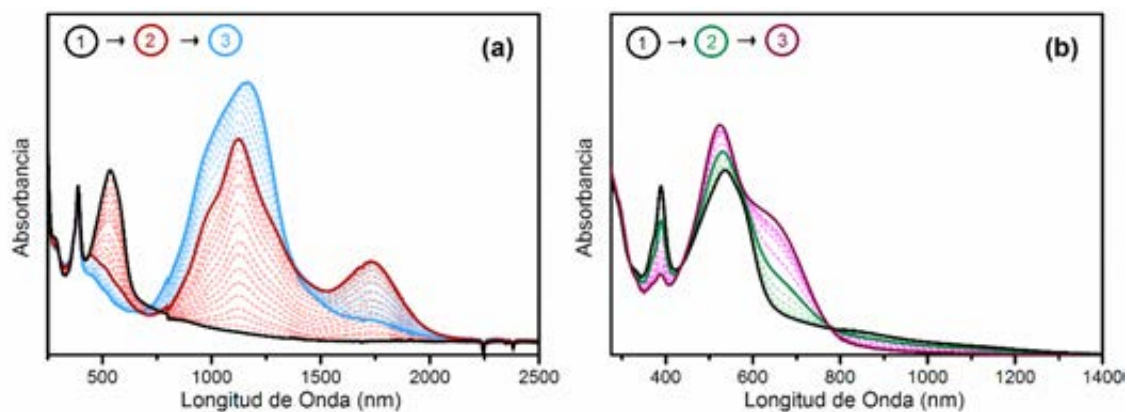 1 → 2 → 3
(a)
Absorbancia
500 1000 1500 2000 2500
Longitud de Onda (nm)
1 → 2 → 3
(b)
Absorbancia
400 600 800 1000 1200 1400
Longitud de Onda (nm)